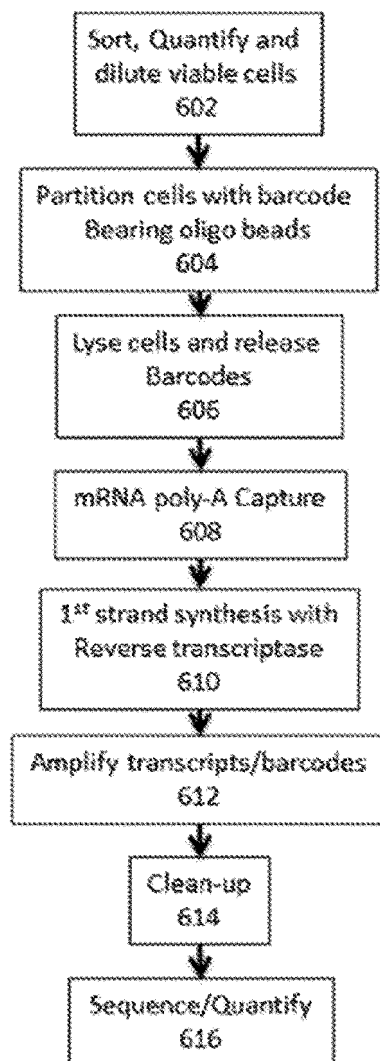 Sort, Quantify and
dilute viable cells
602
Partition cells with barcode
Bearing oligo beads
604
Lyse cells and release
Barcodes
606
mRNA poly-A Capture
608
1st strand synthesis with
Reverse transcriptase
610
Amplify transcripts/barcodes
612
Clean-up
614
Sequence/Quantify
616